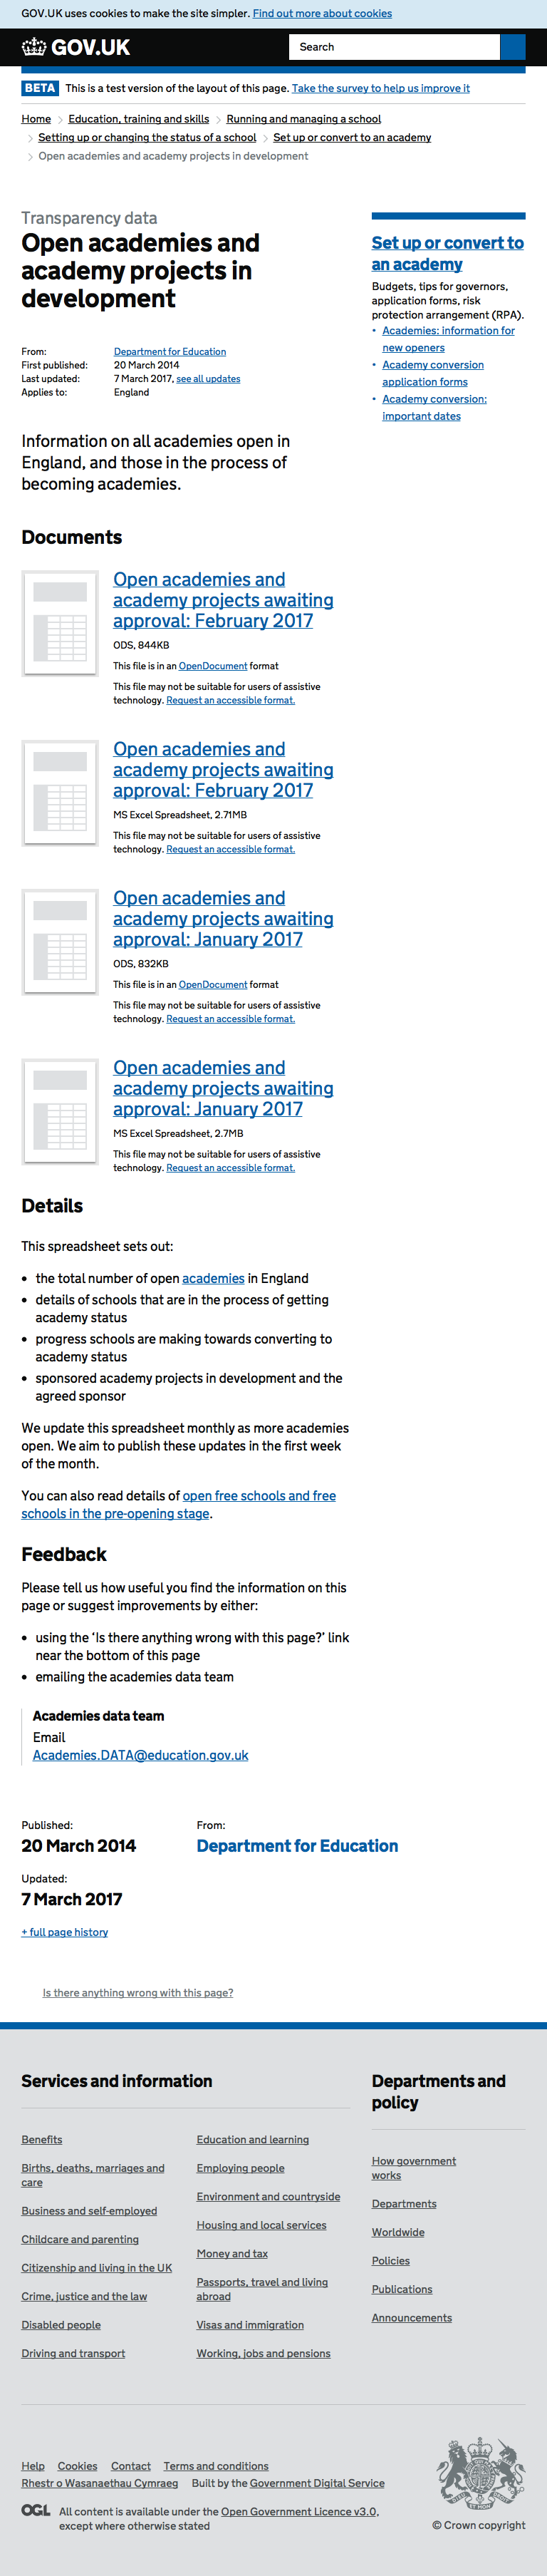 GOV.UK uses cookies to make the site simpler. Find out more about cookies
GOV.UK
Search
BETA This is a test version of the layout of this page. Take the survey to help us improve it
Home > Education, training and skills > Running and managing a school
> Setting up or changing the status of a school > Set up or convert to an academy
> Open academies and academy projects in development
Transparency data
Open academies and
academy projects in
development
From: Department for Education
First published: 20 March 2014
Last updated: 7 March 2017, see all updates
Applies to: England
Set up or convert to
an academy
Budgets, tips for governors,
application forms, risk
protection arrangement (RPA).
• Academies: information for
new openers
• Academy conversion
application forms
• Academy conversion:
important dates
Information on all academies open in
England, and those in the process of
becoming academies.
Documents
Open academies and
academy projects awaiting
approval: February 2017
ODS, 844KB
This file is in an OpenDocument format
This file may not be suitable for users of assistive
technology. Request an accessible format.
Open academies and
academy projects awaiting
approval: February 2017
MS Excel Spreadsheet, 2.71MB
This file may not be suitable for users of assistive
technology. Request an accessible format.
Open academies and
academy projects awaiting
approval: January 2017
ODS, 832KB
This file is in an OpenDocument format
This file may not be suitable for users of assistive
technology. Request an accessible format.
Open academies and
academy projects awaiting
approval: January 2017
MS Excel Spreadsheet, 2.7MB
This file may not be suitable for users of assistive
technology. Request an accessible format.
Details
This spreadsheet sets out:
• the total number of open academies in England
• details of schools that are in the process of getting
academy status
• progress schools are making towards converting to
academy status
• sponsored academy projects in development and the
agreed sponsor
We update this spreadsheet monthly as more academies
open. We aim to publish these updates in the first week
of the month.
You can also read details of open free schools and free
schools in the pre-opening stage.
Feedback
Please tell us how useful you find the information on this
page or suggest improvements by either:
• using the ‘Is there anything wrong with this page?’ link
near the bottom of this page
• emailing the academies data team
Academies data team
Email
Academies.DATA@education.gov.uk
Published:
20 March 2014
From:
Department for Education
Updated:
7 March 2017
+ full page history
Is there anything wrong with this page?
Services and information
Benefits
Births, deaths, marriages and
care
Business and self-employed
Childcare and parenting
Citizenship and living in the UK
Crime, justice and the law
Disabled people
Driving and transport
Education and learning
Employing people
Environment and countryside
Housing and local services
Money and tax
Passports, travel and living
abroad
Visas and immigration
Working, jobs and pensions
Departments and
policy
How government
works
Departments
Worldwide
Policies
Publications
Announcements
Help Cookies Contact Terms and conditions
Rhestr o Wasanaethau Cymraeg Built by the Government Digital Service
OGL All content is available under the Open Government Licence v3.0,
except where otherwise stated
© Crown copyright